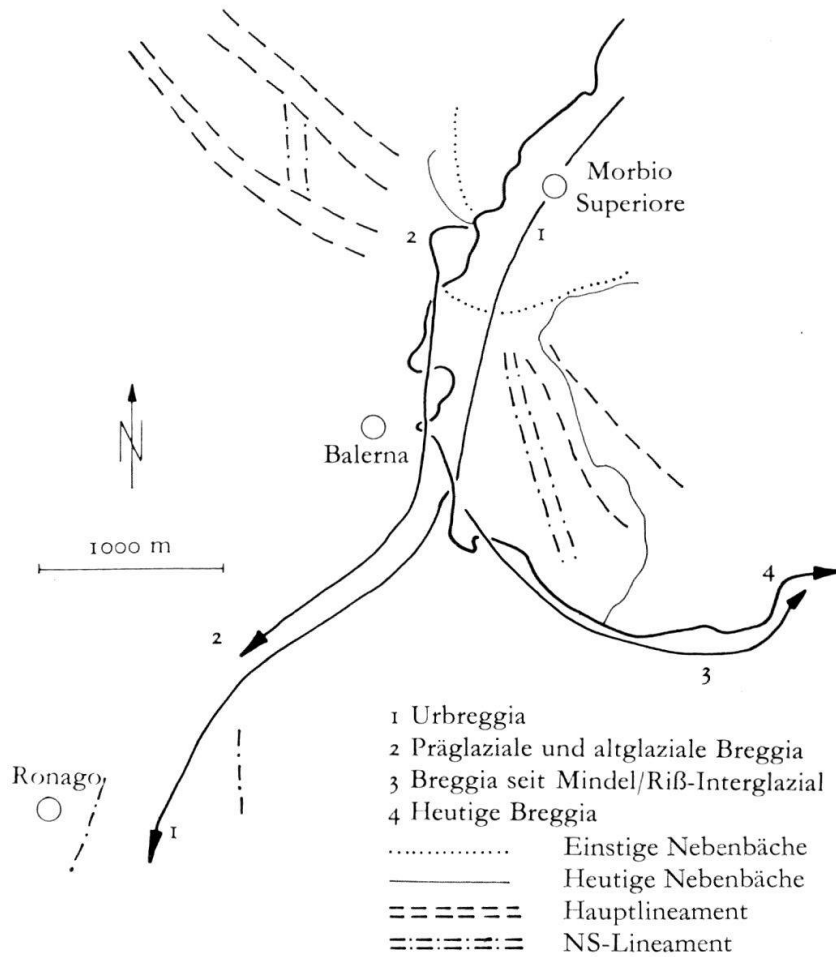 Morbio
Superiore
2
1
N
Balerna
1000 m
4
2
3
1 Urbreggia
2 Präglaziale und altglaziale Breggia
3 Breggia seit Mindel/Riß-Interglazial
4 Heutige Breggia
Ronago
1
Einstige Nebenbäche
Heutige Nebenbäche
Hauptlineament
NS-Lineament